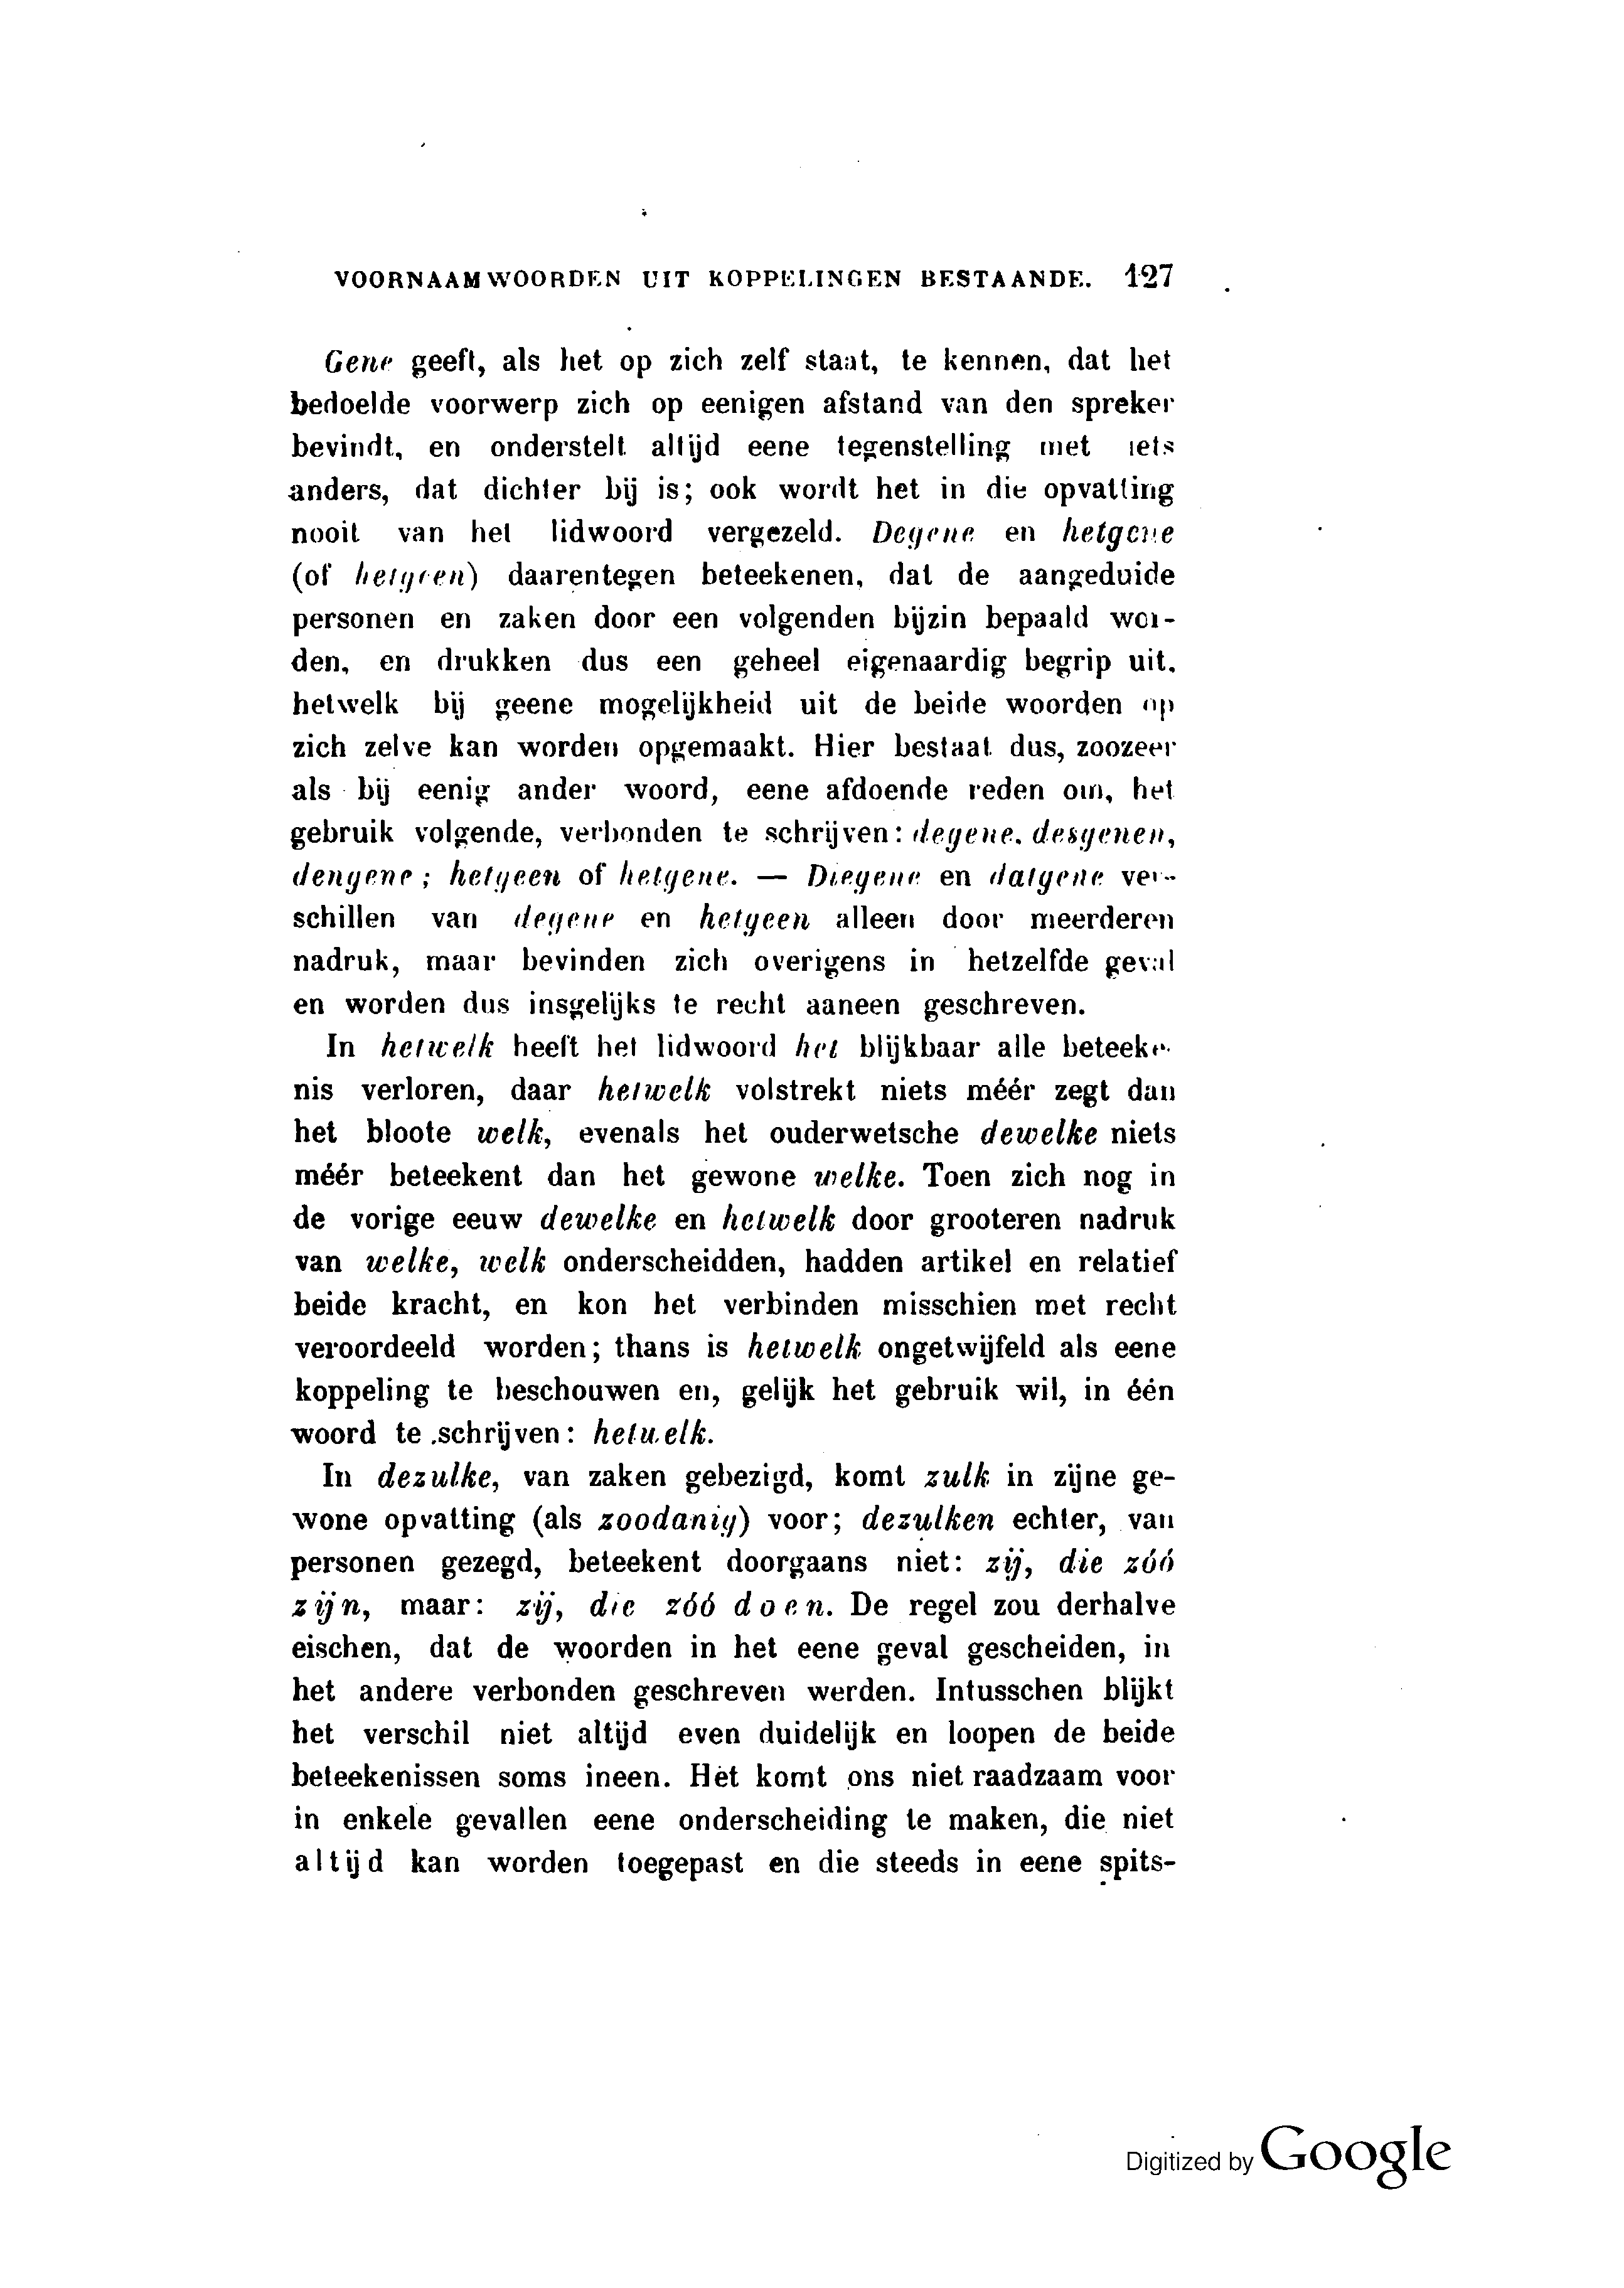 VOORNAAMWOORDEN UIT KOPPELINGEN BESTAANDE. 127
Gene geeft, als het op zich zelf staat, te kennen, dat het
bedoelde voorwerp zich op eenigen afstand van den spreker
bevindt, en onderstelt altijd eene tegenstelling met iets
anders, dat dichter bij is; ook wordt het in die opvatting
nooit van het lidwoord vergezeld. Degene en hetgene
(of hetgeen) daarentegen beteekenen, dat de aangeduide
personen en zaken door een volgenden bijzin bepaald wor-
den, en drukken dus een geheel eigenaardig begrip uit,
hetwelk bij geene mogelijkheid uit de beide woorden op
zich zelve kan worden opgemaakt. Hier bestaat dus, zoozeer
als bij eenig ander woord, eene afdoende reden om, het
gebruik volgende, verbonden te schrijven: degene, desgenen,
dengene; hetgeen of hetgene. — Diegene en datgene ver-
schillen van degene en hetgeen alleen door meerderen
nadruk, maar bevinden zich overigens in hetzelfde geval
en worden dus insgelijks te recht aaneen geschreven.
In hetwelk heeft het lidwoord het blijkbaar alle beteeke-
nis verloren, daar hetwelk volstrekt niets méér zegt dan
het bloote welk, evenals het ouderwetsche dewelke niets
méér beteekent dan het gewone welke. Toen zich nog in
de vorige eeuw dewelke en hetwelk door grooteren nadruk
van welke, welk onderscheidden, hadden artikel en relatief
beide kracht, en kon het verbinden misschien met recht
veroordeeld worden; thans is hetwelk ongetwijfeld als eene
koppeling te beschouwen en, gelijk het gebruik wil, in één
woord te schrijven: hetwelk.
In dezulke, van zaken gebezigd, komt zulk in zijne ge-
wone opvatting (als zoodanig) voor; dezulken echter, van
personen gezegd, beteekent doorgaans niet: zij, die zóó
zijn, maar: zij, die zóó doen. De regel zou derhalve
eischen, dat de woorden in het eene geval gescheiden, in
het andere verbonden geschreven werden. Intusschen blijkt
het verschil niet altijd even duidelijk en loopen de beide
beteekenissen soms ineen. Het komt ons niet raadzaam voor
in enkele gevallen eene onderscheiding te maken, die niet
altijd kan worden toegepast en die steeds in eene spits-
Digitized by Google